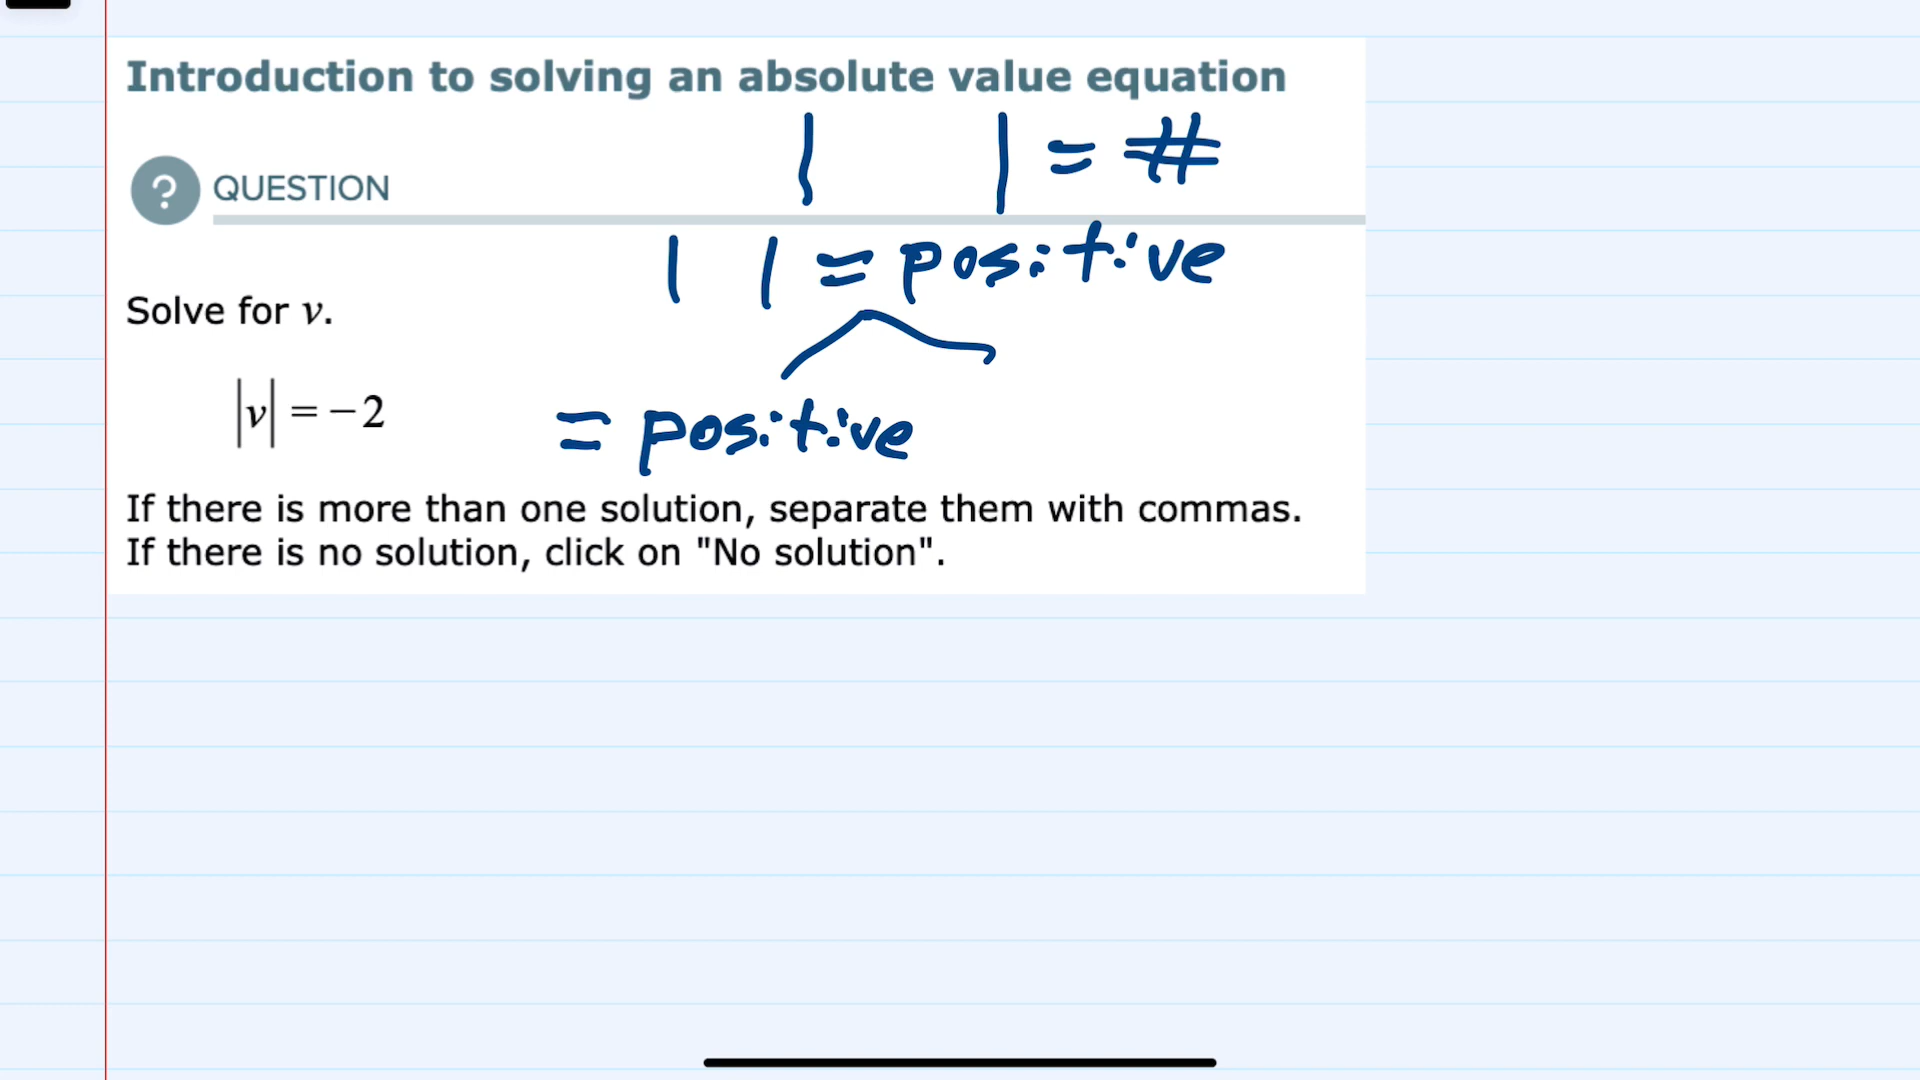 Introduction to solving an absolute value equation
| | = #
? QUESTION
| | = positive
Solve for v.
|v| = −2
= positive
If there is more than one solution, separate them with commas.
If there is no solution, click on "No solution".